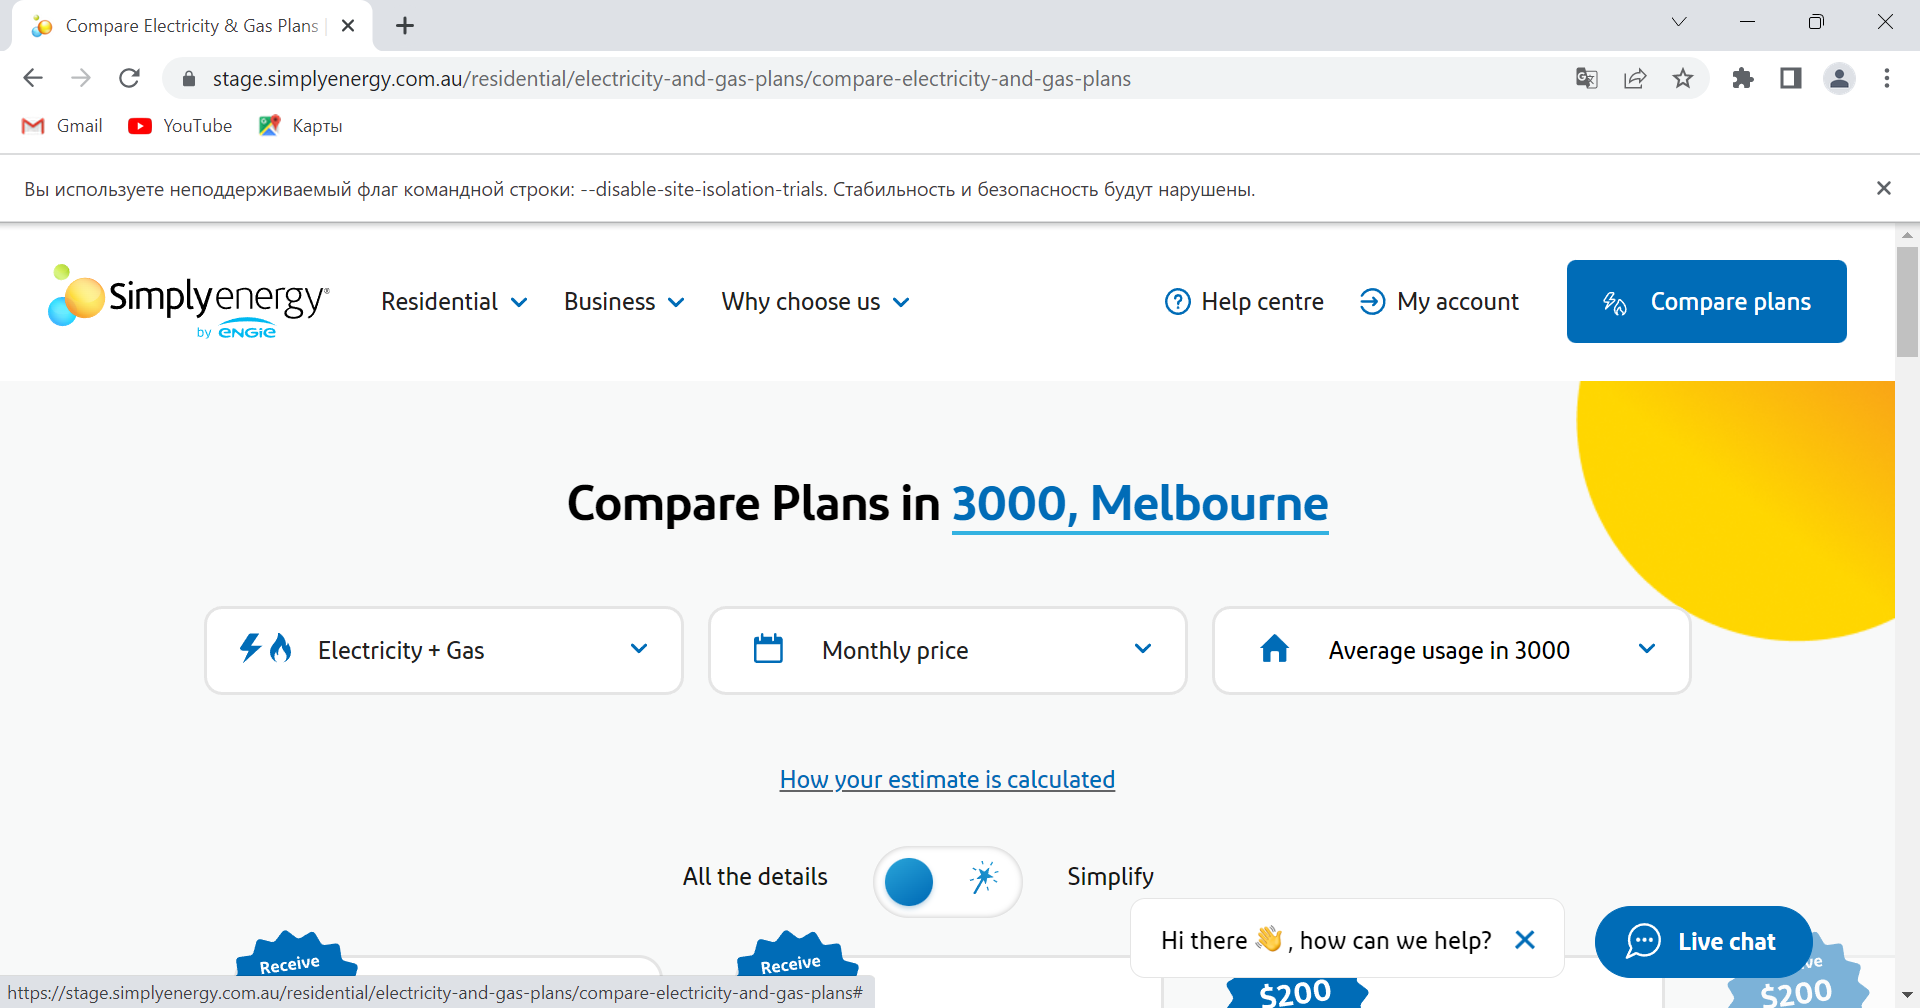 Compare Electricity & Gas Plans
stage.simplyenergy.com.au/residential/electricity-and-gas-plans/compare-electricity-and-gas-plans
Gmail YouTube Карты
Вы используете неподдерживаемый флаг командной строки: --disable-site-isolation-trials. Стабильность и безопасность будут нарушены.
Simplyenergy®
by ENGIE
Residential Business Why choose us Help centre My account Compare plans
Compare Plans in 3000, Melbourne
Electricity + Gas Monthly price Average usage in 3000
How your estimate is calculated
All the details Simplify
Hi there 👋, how can we help? Live chat
Receive Receive
$200 $200
https://stage.simplyenergy.com.au/residential/electricity-and-gas-plans/compare-electricity-and-gas-plans#